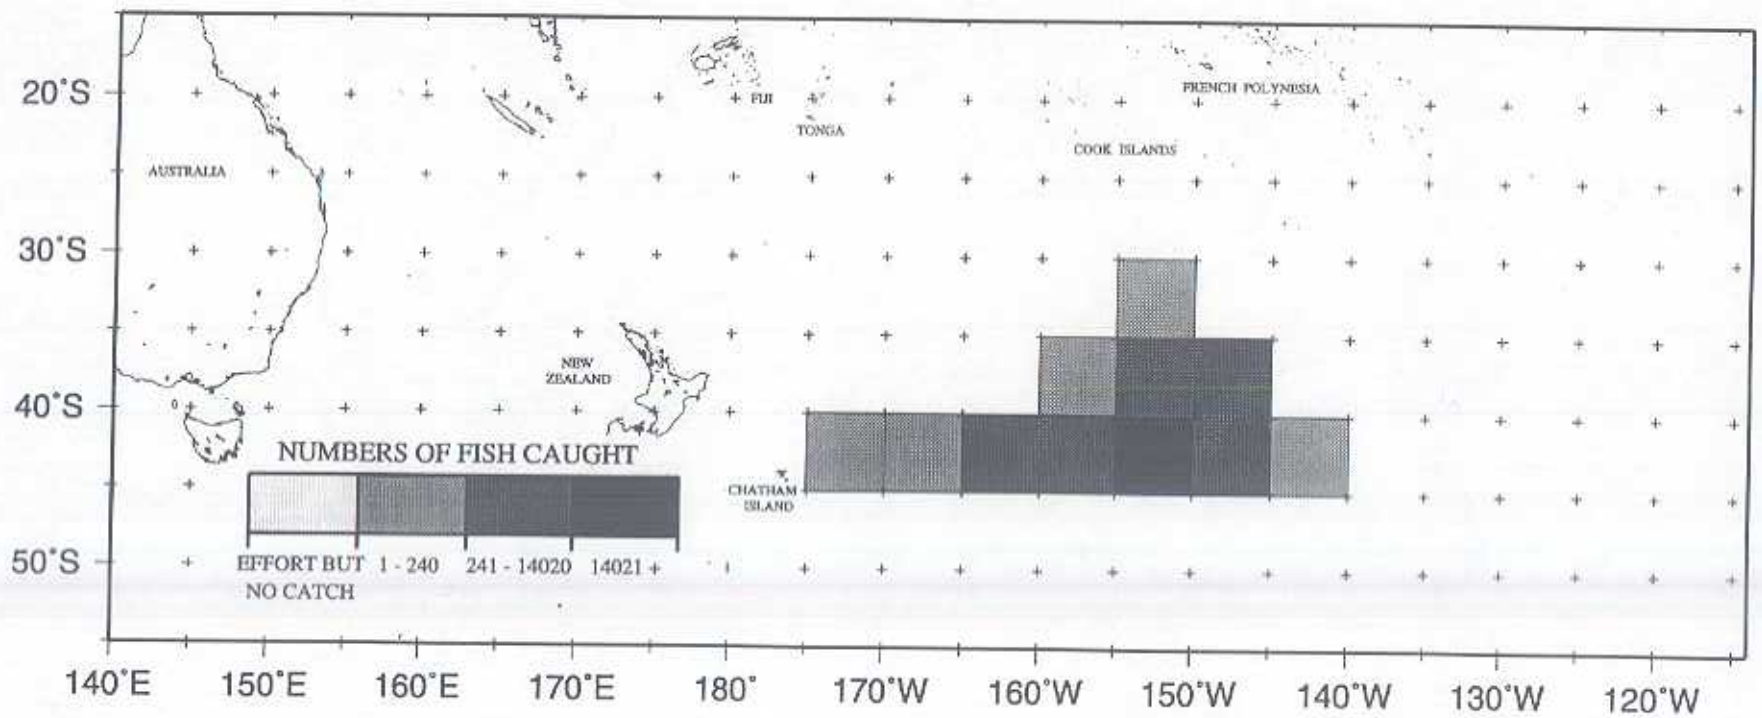 20°S
FIJI
FRENCH POLYNESIA
TONGA
COOK ISLANDS
AUSTRALIA
30°S
NEW
ZEALAND
40°S
NUMBERS OF FISH CAUGHT
CHATHAM
ISLAND
50°S
EFFORT BUT 1 - 240 241 - 14020 14021 +
NO CATCH
140°E 150°E 160°E 170°E 180° 170°W 160°W 150°W 140°W 130°W 120°W